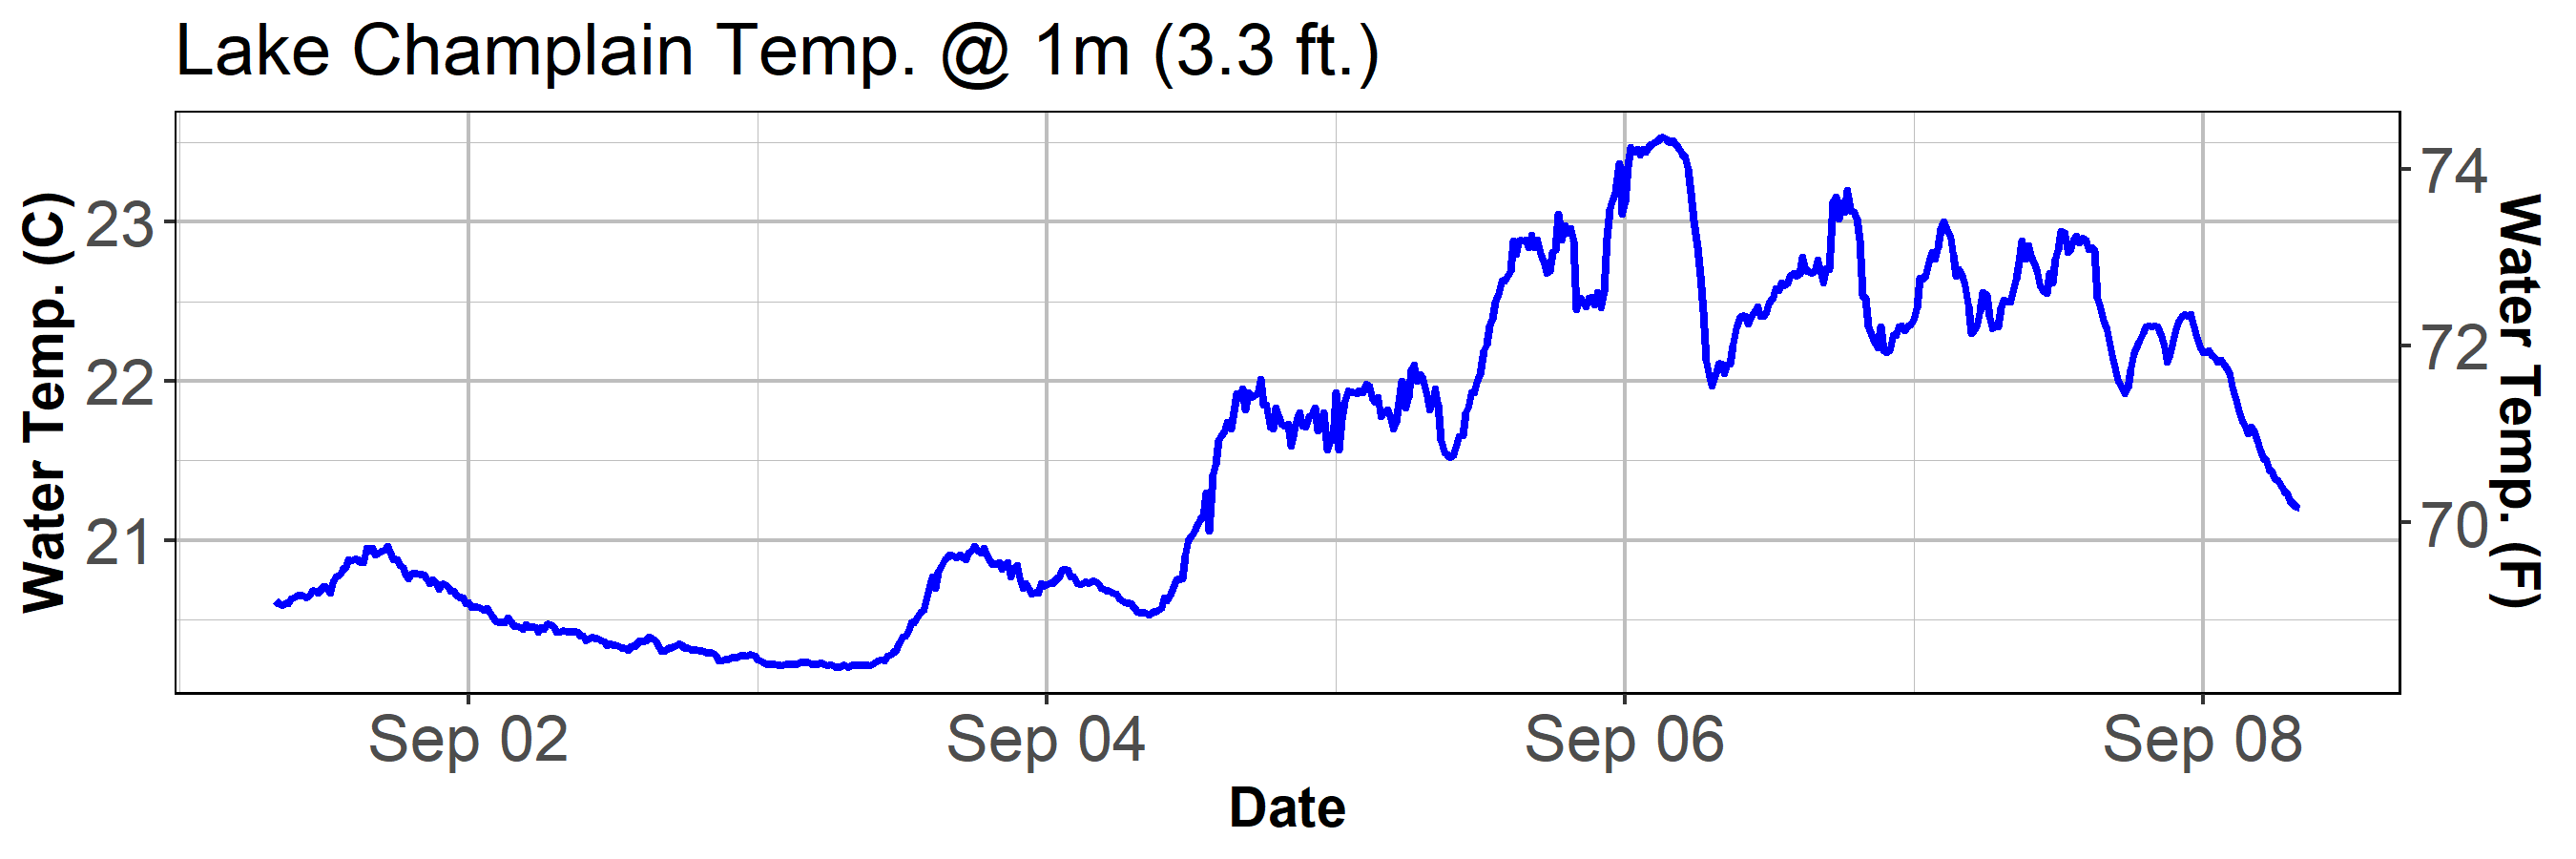 Lake Champlain Temp. @ 1m (3.3 ft.)
Water Temp. (C)
23
22
21
74
72
70
Water Temp. (F)
Sep 02
Sep 04
Sep 06
Sep 08
Date